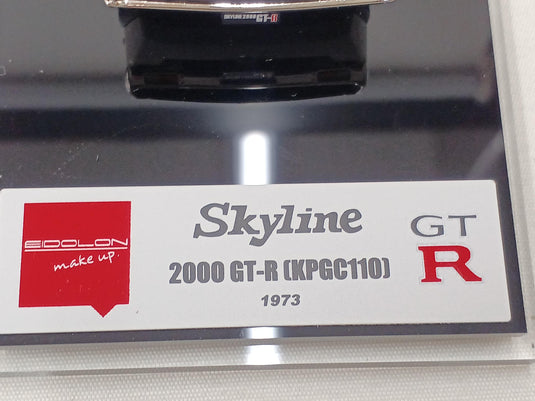 SKYLINE 2000 GT-R
EIDOLON
make up.
Skyline
2000 GT-R (KPGC110)
1973
GT
R